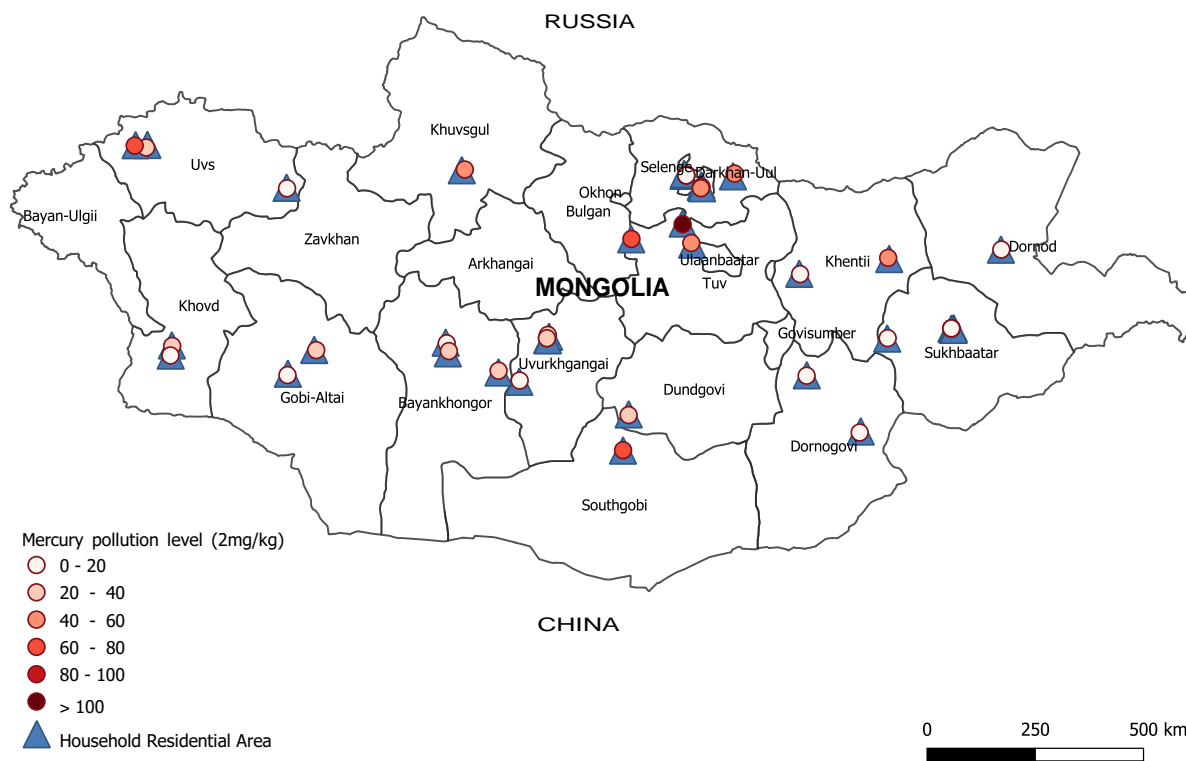 RUSSIA
Khuvsgul
Uvs
Selenge
Darkhan-Uul
Okhon
Bayan-Ulgii
Bulgan
Zavkhan
Dornod
Arkhangai
Ulaanbaatar
Khentii
Tuv
MONGOLIA
Khovd
Govisumber
Sukhbaatar
Uvurkhgangai
Dundgovi
Gobi-Altai
Bayankhongor
Dornogovi
Southgobi
Mercury pollution level (2mg/kg)
0 - 20
20 - 40
40 - 60
60 - 80
80 - 100
> 100
Household Residential Area
CHINA
0 250 500 km